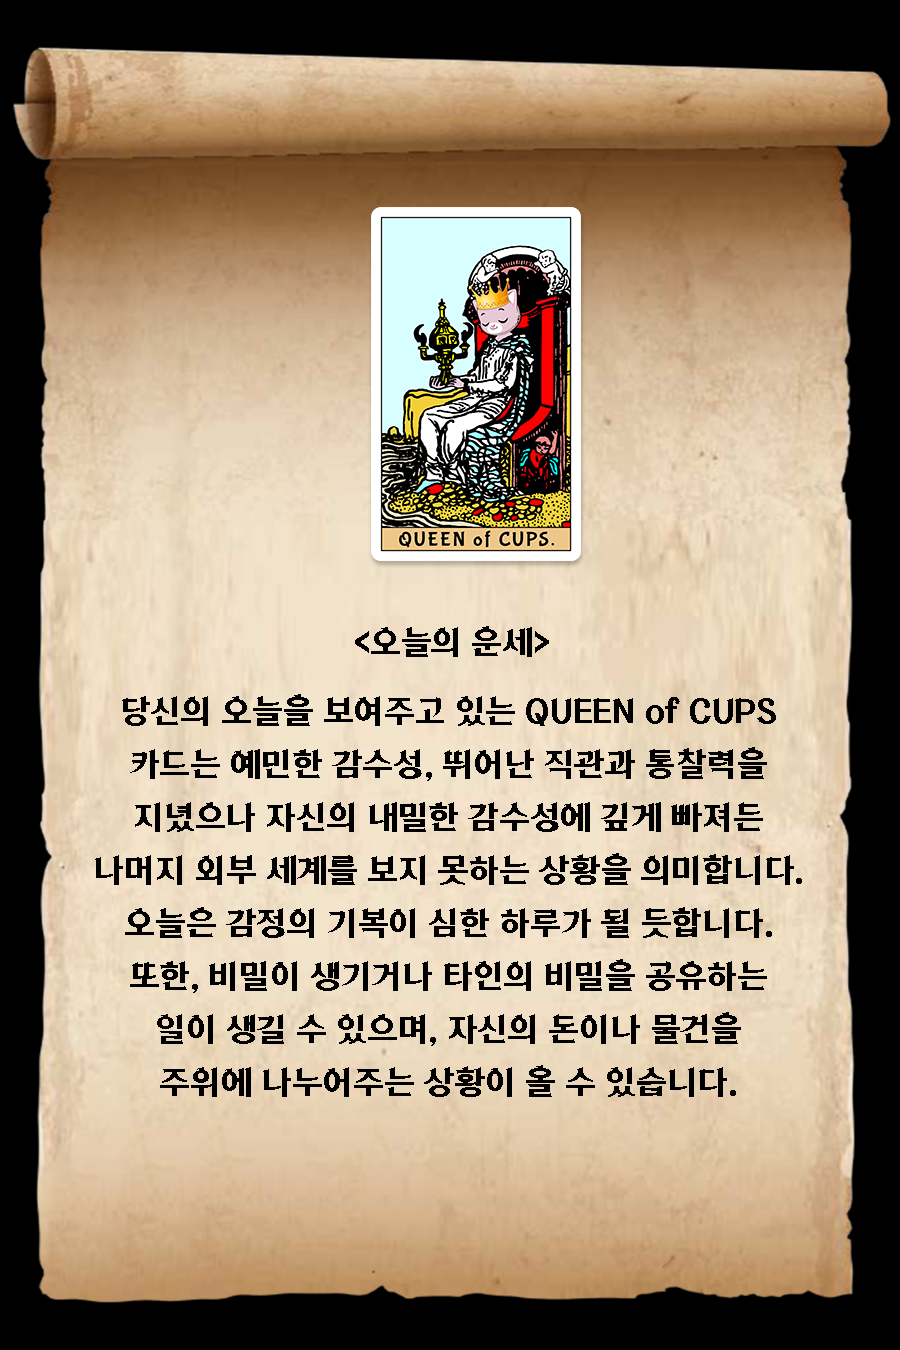 QUEEN of CUPS.
<오늘의 운세>
당신의 오늘을 보여주고 있는 QUEEN of CUPS
카드는 예민한 감수성, 뛰어난 직관과 통찰력을
지녔으나 자신의 내밀한 감수성에 깊게 빠져든
나머지 외부 세계를 보지 못하는 상황을 의미합니다.
오늘은 감정의 기복이 심한 하루가 될 듯합니다.
또한, 비밀이 생기거나 타인의 비밀을 공유하는
일이 생길 수 있으며, 자신의 돈이나 물건을
주위에 나누어주는 상황이 올 수 있습니다.